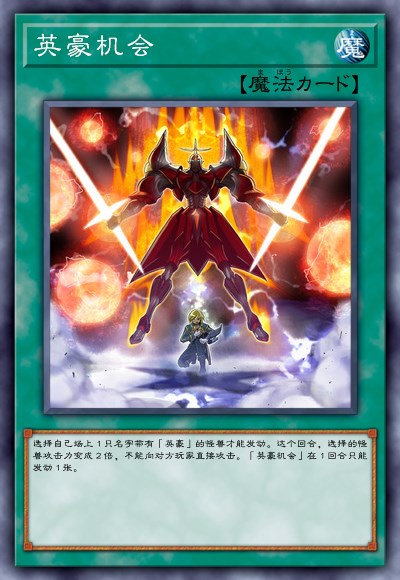 英豪机会
魔
【魔法カード】
まほう
选择自己场上1只名字带有「英豪」的怪兽才能发动。这个回合，选择的怪
兽攻击力变成2倍，不能向对方玩家直接攻击。「英豪机会」在1回合只能
发动1张。